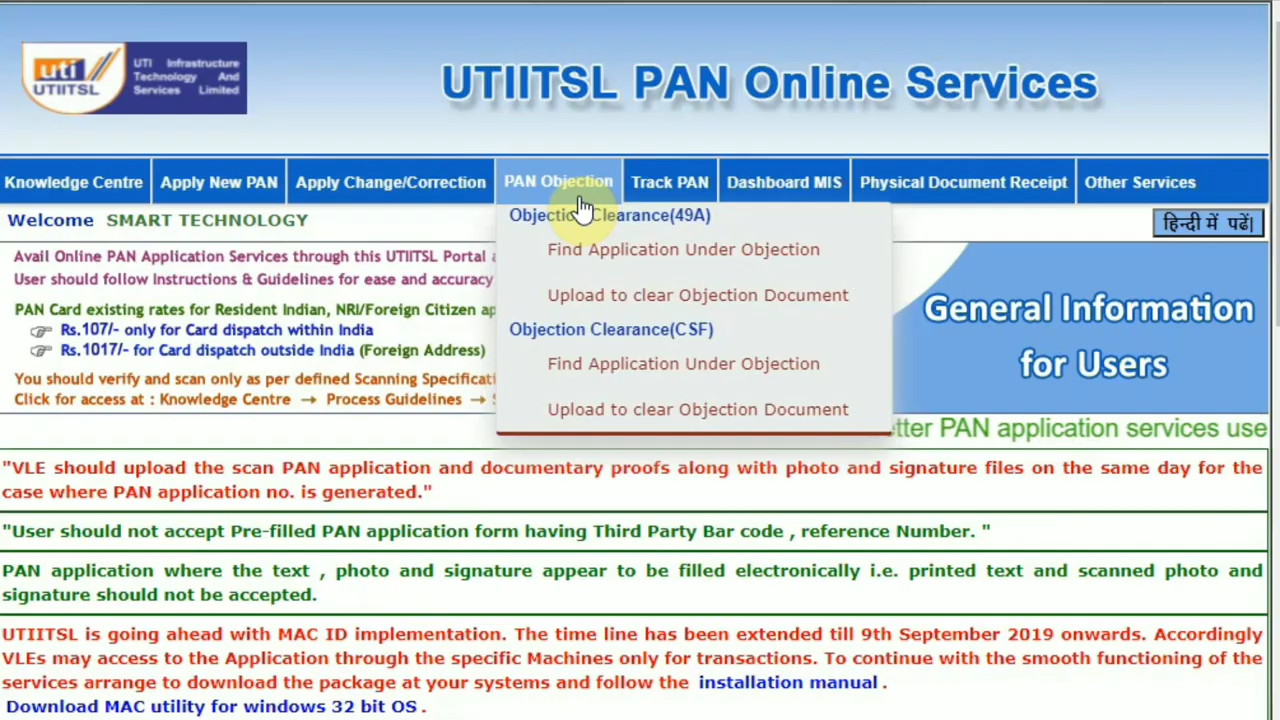 uti
UTIITSL
UTI Infrastructure
Technology And
Services Limited
UTIITSL PAN Online Services
Knowledge Centre
Apply New PAN
Apply Change/Correction
PAN Objection
Track PAN
Dashboard MIS
Physical Document Receipt
Other Services
Welcome SMART TECHNOLOGY
हिन्दी में पढें|
Objection Clearance(49A)
Find Application Under Objection
Upload to clear Objection Document
Objection Clearance(CSF)
Find Application Under Objection
Upload to clear Objection Document
Avail Online PAN Application Services through this UTIITSL Portal
User should follow Instructions & Guidelines for ease and accuracy
PAN Card existing rates for Resident Indian, NRI/Foreign Citizen
Rs.107/- only for Card dispatch within India
Rs.1017/- for Card dispatch outside India (Foreign Address)
You should verify and scan only as per defined Scanning
Click for access at : Knowledge Centre → Process Guidelines →
General Information
for Users
PAN application services use
"VLE should upload the scan PAN application and documentary proofs along with photo and signature files on the same day for the
case where PAN application no. is generated."
"User should not accept Pre-filled PAN application form having Third Party Bar code , reference Number. "
PAN application where the text , photo and signature appear to be filled electronically i.e. printed text and scanned photo and
signature should not be accepted.
UTIITSL is going ahead with MAC ID implementation. The time line has been extended till 9th September 2019 onwards. Accordingly
VLEs may access to the Application through the specific Machines only for transactions. To continue with the smooth functioning of the
services arrange to download the package at your systems and follow the installation manual .
Download MAC utility for windows 32 bit OS .